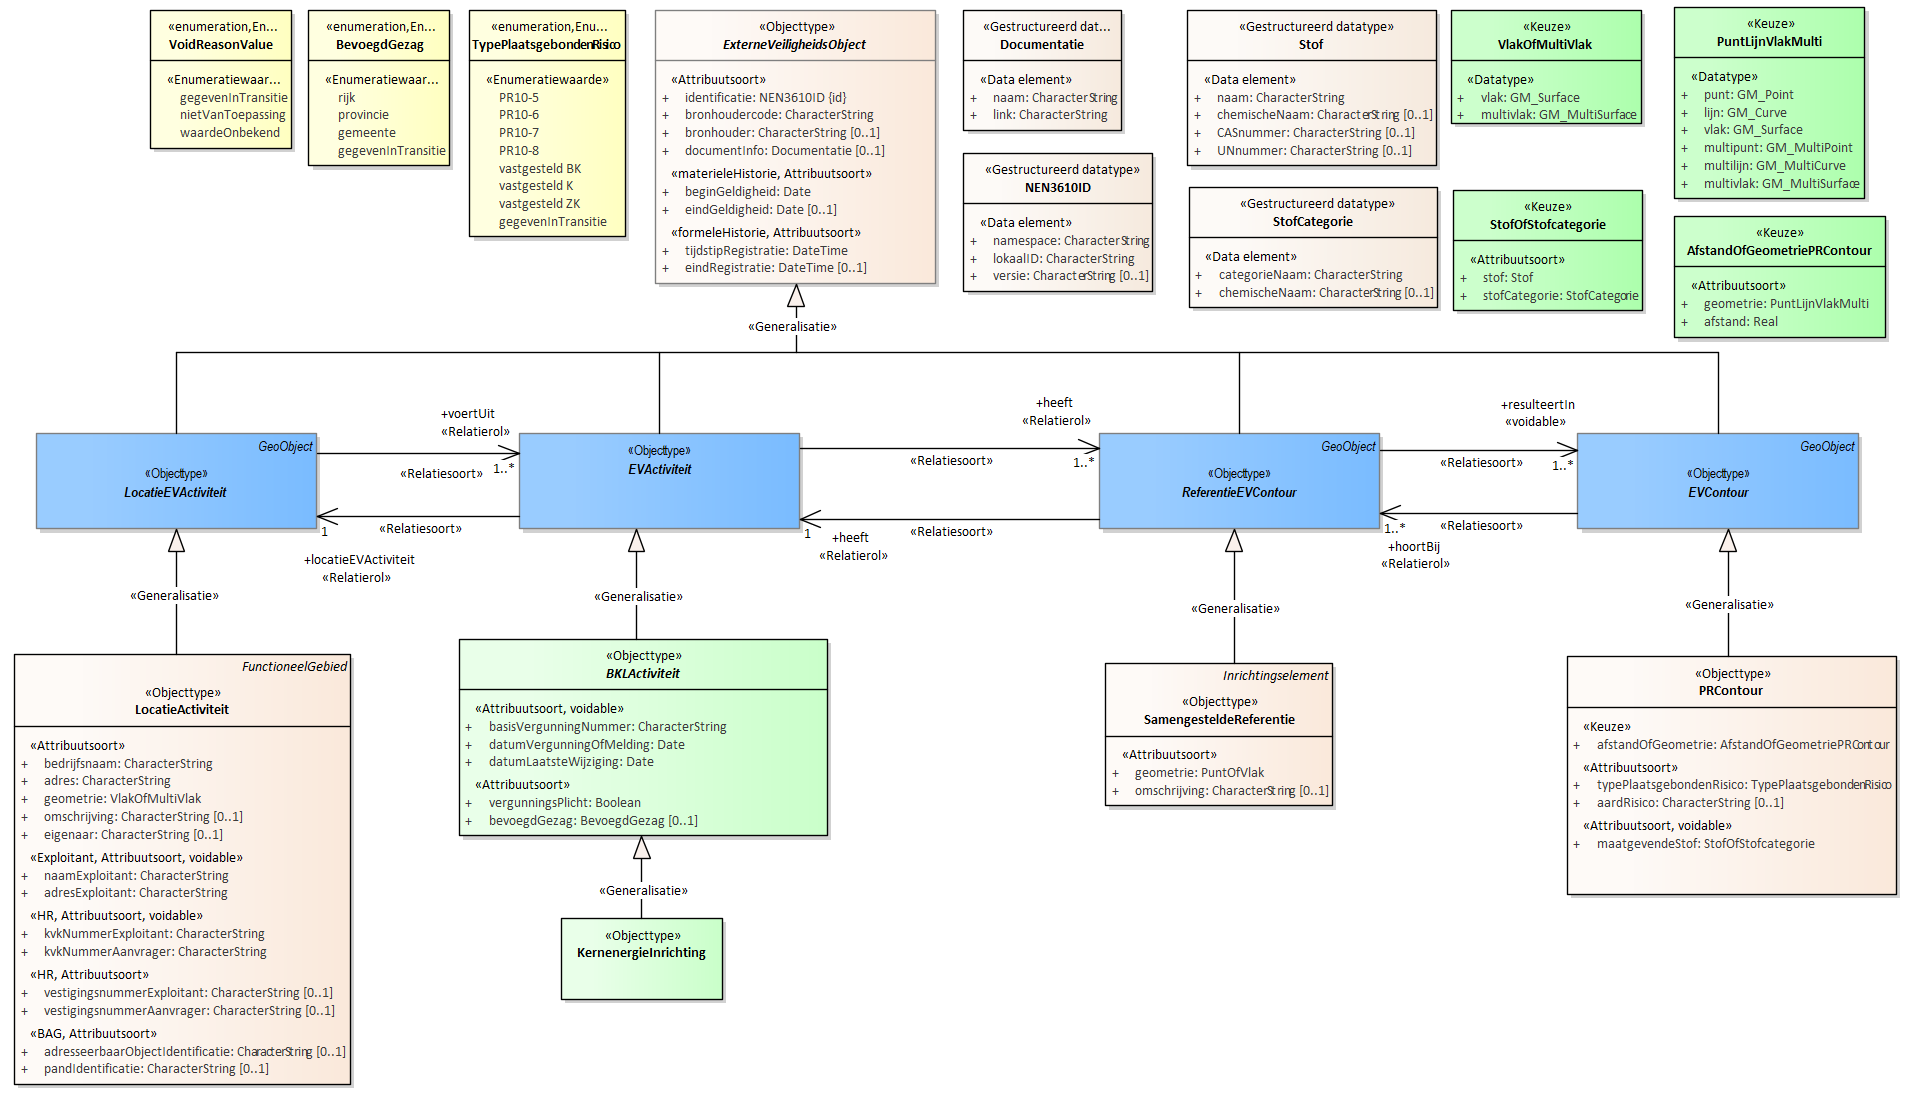 «enumeration,En...
VoidReasonValue
«Enumeratiewaar...
gegevenInTransitie
nietVanToepassing
waardeOnbekend
«enumeration,En...
BevoegdGezag
«Enumeratiewaar...
rijk
provincie
gemeente
gegevenInTransitie
«enumeration,Enu...
TypePlaatsgebondenRisico
«Enumeratiewaarde»
PR10-5
PR10-6
PR10-7
PR10-8
vastgesteld BK
vastgesteld K
vastgesteld ZK
gegevenInTransitie
«Objecttype»
ExterneVeiligheidsObject
«Attribuutsoort»
+ identificatie: NEN3610ID {id}
+ bronhoudercode: CharacterString
+ bronhouder: CharacterString [0..1]
+ documentInfo: Documentatie [0..1]
«materieleHistorie, Attribuutsoort»
+ beginGeldigheid: Date
+ eindGeldigheid: Date [0..1]
«formeleHistorie, Attribuutsoort»
+ tijdstipRegistratie: DateTime
+ eindRegistratie: DateTime [0..1]
«Gestructureerd dat...
Documentatie
«Data element»
+ naam: CharacterString
+ link: CharacterString
«Gestructureerd datatype»
NEN3610ID
«Data element»
+ namespace: CharacterString
+ lokaalID: CharacterString
+ versie: CharacterString [0..1]
«Gestructureerd datatype»
Stof
«Data element»
+ naam: CharacterString
+ chemischeNaam: CharacterString [0..1]
+ CASnummer: CharacterString [0..1]
+ UNnummer: CharacterString [0..1]
«Gestructureerd datatype»
StofCategorie
«Data element»
+ categorieNaam: CharacterString
+ chemischeNaam: CharacterString [0..1]
«Keuze»
VlakOfMultiVlak
«Datatype»
+ vlak: GM_Surface
+ multivlak: GM_MultiSurface
«Keuze»
StofOfStofcategorie
«Attribuutsoort»
+ stof: Stof
+ stofCategorie: StofCategorie
«Keuze»
PuntLijnVlakMulti
«Datatype»
+ punt: GM_Point
+ lijn: GM_Curve
+ vlak: GM_Surface
+ multipunt: GM_MultiPoint
+ multilijn: GM_MultiCurve
+ multivlak: GM_MultiSurface
«Keuze»
AfstandOfGeometriePRContour
«Attribuutsoort»
+ geometrie: PuntLijnVlakMulti
+ afstand: Real
«Generalisatie»
GeoObject
«Objecttype»
LocatieEVActiviteit
+voertUit
«Relatierol»
«Relatiesoort»
1..*
«Relatiesoort»
1
+locatieEVActiviteit
«Relatierol»
«Objecttype»
EVActiviteit
+heeft
«Relatierol»
«Relatiesoort»
1..*
«Relatiesoort»
1
+heeft
«Relatierol»
GeoObject
«Objecttype»
ReferentieEVContour
+resulteertIn
«voidable»
«Relatiesoort»
1..*
«Relatiesoort»
1..*
+hoortBij
«Relatierol»
GeoObject
«Objecttype»
EVContour
«Generalisatie»
«Generalisatie»
«Generalisatie»
«Generalisatie»
FunctioneelGebied
«Objecttype»
LocatieActiviteit
«Attribuutsoort»
+ bedrijfsnaam: CharacterString
+ adres: CharacterString
+ geometrie: VlakOfMultiVlak
+ omschrijving: CharacterString [0..1]
+ eigenaar: CharacterString [0..1]
«Exploitant, Attribuutsoort, voidable»
+ naamExploitant: CharacterString
+ adresExploitant: CharacterString
«HR, Attribuutsoort, voidable»
+ kvkNummerExploitant: CharacterString
+ kvkNummerAanvrager: CharacterString
«HR, Attribuutsoort»
+ vestigingsnummerExploitant: CharacterString [0..1]
+ vestigingsnummerAanvrager: CharacterString [0..1]
«BAG, Attribuutsoort»
+ adresseerbaarObjectIdentificatie: CharacterString [0..1]
+ pandIdentificatie: CharacterString [0..1]
«Objecttype»
BKLActiviteit
«Attribuutsoort, voidable»
+ basisVergunningNummer: CharacterString
+ datumVergunningOfMelding: Date
+ datumLaatsteWijziging: Date
«Attribuutsoort»
+ vergunningsPlicht: Boolean
+ bevoegdGezag: BevoegdGezag [0..1]
«Generalisatie»
«Objecttype»
KernenergieInrichting
Inrichtingselement
«Objecttype»
SamengesteldeReferentie
«Attribuutsoort»
+ geometrie: PuntOfVlak
+ omschrijving: CharacterString [0..1]
«Objecttype»
PRContour
«Keuze»
+ afstandOfGeometrie: AfstandOfGeometriePRContour
«Attribuutsoort»
+ typePlaatsgebondenRisico: TypePlaatsgebondenRisico
+ aardRisico: CharacterString [0..1]
«Attribuutsoort, voidable»
+ maatgevendeStof: StofOfStofcategorie